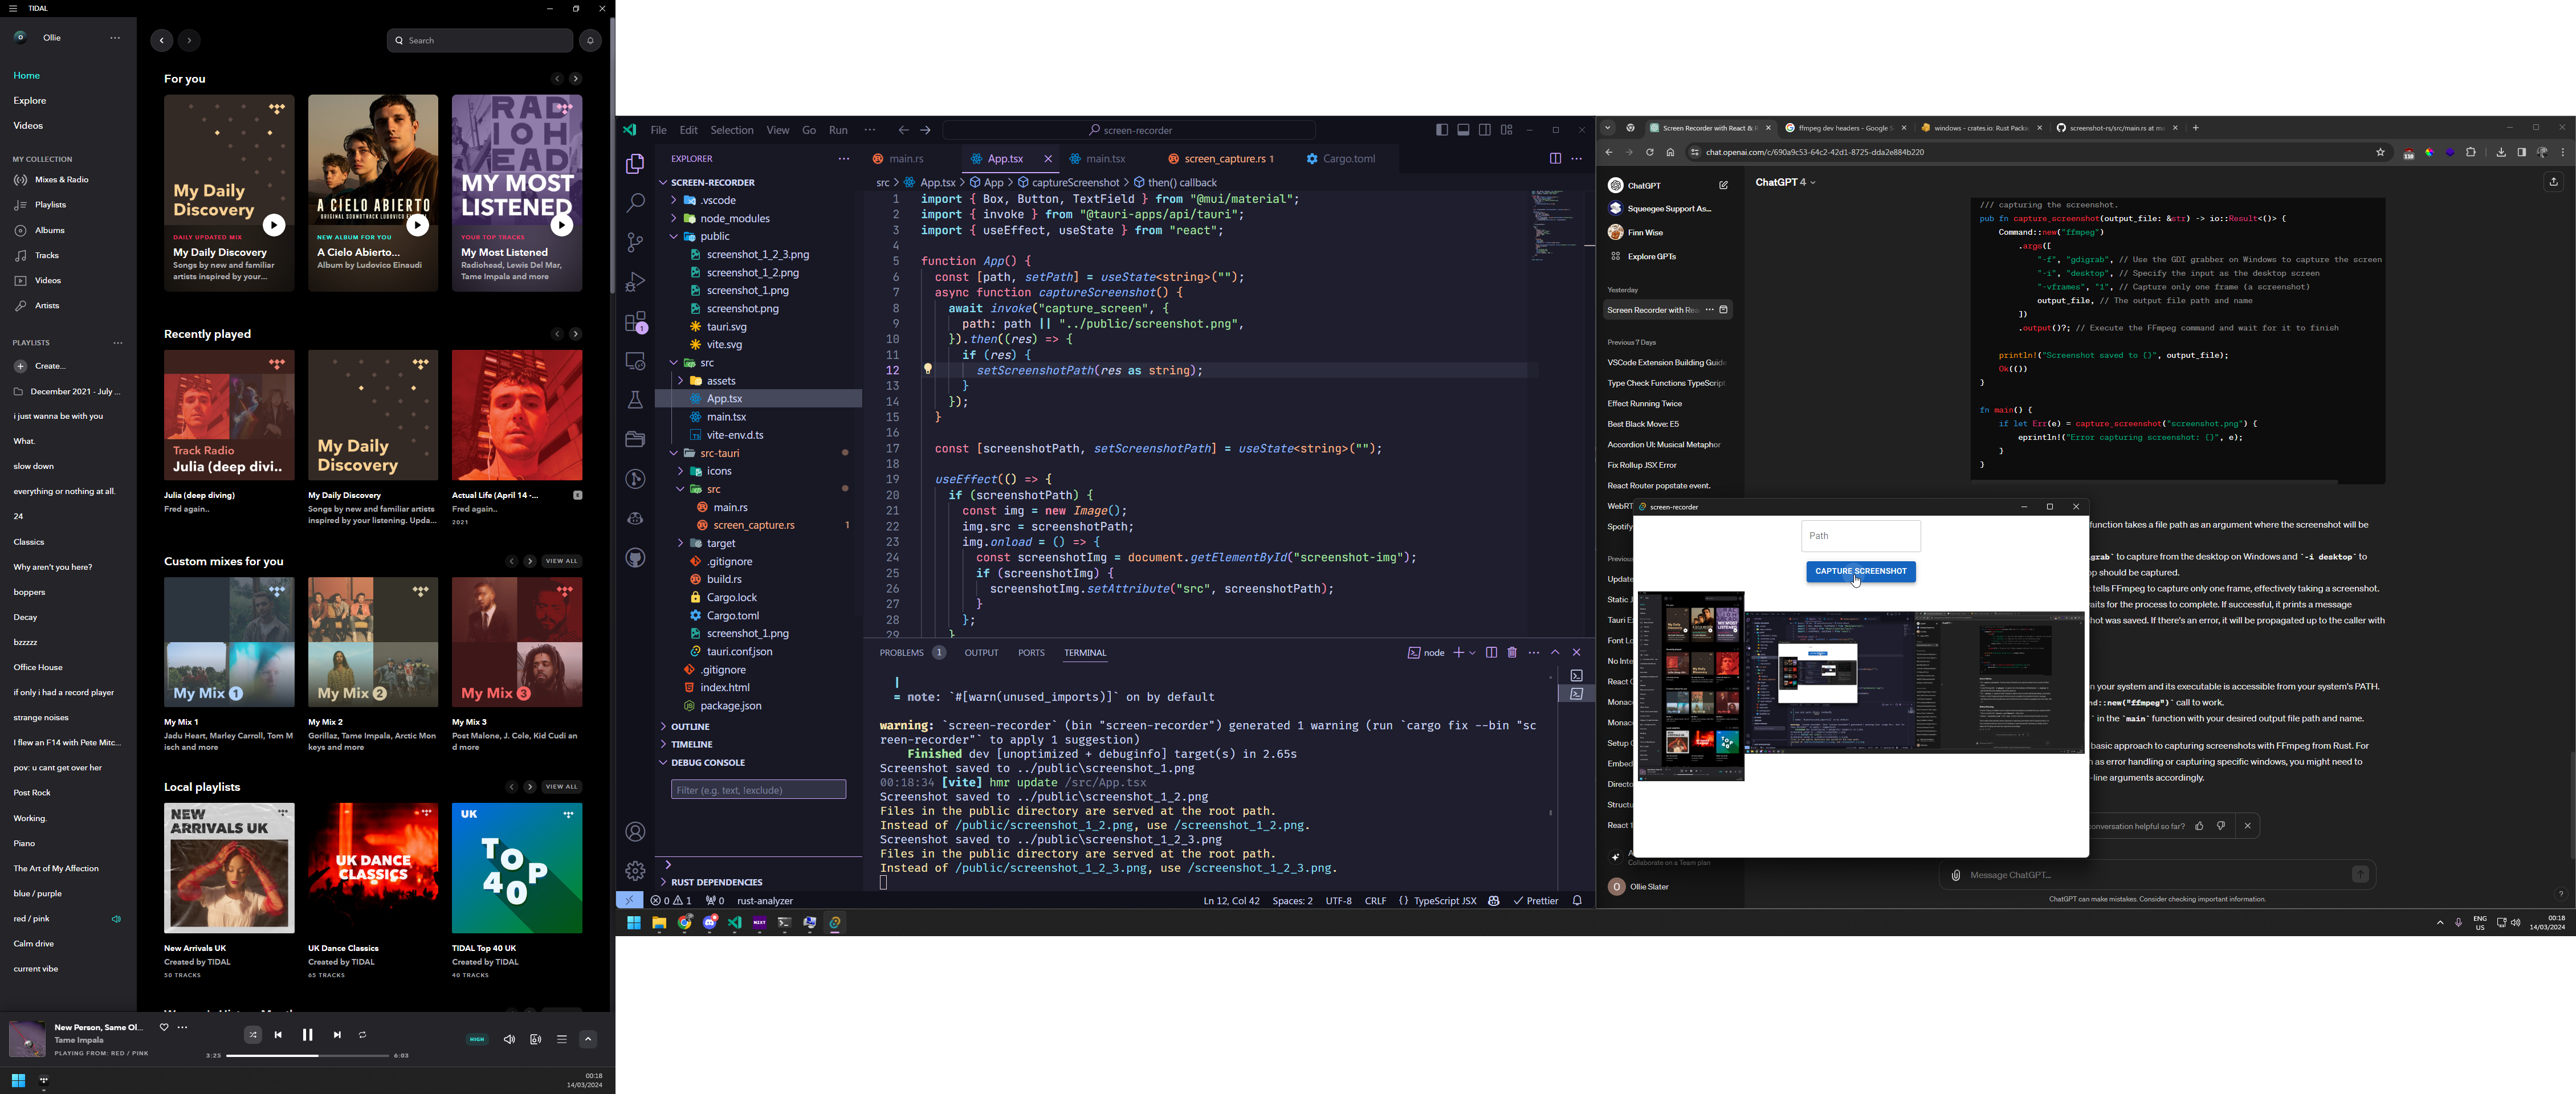 TIDAL
Ollie
Search
Home
Explore
Videos
MY COLLECTION
Mixes & Radio
Playlists
Albums
Tracks
Videos
Artists
PLAYLISTS
Create...
December 2021 - July ...
i just wanna be with you
What.
slow down
everything or nothing at all.
24
Classics
Why aren't you here?
boppers
Decay
bzzzzz
Office House
if only i had a record player
strange noises
I flew an F14 with Pete Mitc...
pov: u cant get over her
Post Rock
Working.
Piano
The Art of My Affection
blue / purple
red / pink
Calm drive
current vibe
For you
My Daily
Discovery
DAILY UPDATED MIX
My Daily Discovery
Songs by new and familiar
artists inspired by your...
A CIELO ABIERTO
ORIGINAL SOUNDTRACK LUDOVICO EINAUDI
NEW ALBUM FOR YOU
A Cielo Abierto...
Album by Ludovico Einaudi
RADIOHEAD
MY MOST
LISTENED
YOUR TOP TRACKS
My Most Listened
Radiohead, Lewis Del Mar,
Tame Impala and more
Recently played
Track Radio
Julia (deep divi..
Julia (deep diving)
Fred again..
My Daily
Discovery
My Daily Discovery
Songs by new and familiar artists
inspired by your listening. Upda...
Actual Life (April 14 -...
E
Fred again..
2021
Custom mixes for you
VIEW ALL
My Mix 1
My Mix 1
Jadu Heart, Marley Carroll, Tom M
isch and more
My Mix 2
My Mix 2
Gorillaz, Tame Impala, Arctic Mon
keys and more
My Mix 3
My Mix 3
Post Malone, J. Cole, Kid Cudi an
d more
Local playlists
VIEW ALL
NEW
ARRIVALS UK
New Arrivals UK
Created by TIDAL
50 TRACKS
UK DANCE
CLASSICS
UK Dance Classics
Created by TIDAL
65 TRACKS
UK
TOP
40
TIDAL Top 40 UK
Created by TIDAL
40 TRACKS
New Person, Same Ol...
Tame Impala
PLAYING FROM: RED / PINK
3:25
6:03
HIGH
00:18
14/03/2024
File Edit Selection View Go Run
screen-recorder
EXPLORER
SCREEN-RECORDER
.vscode
node_modules
public
screenshot_1_2_3.png
screenshot_1_2.png
screenshot_1.png
screenshot.png
tauri.svg
vite.svg
src
assets
App.tsx
main.tsx
vite-env.d.ts
src-tauri
icons
src
main.rs
screen_capture.rs 1
target
.gitignore
build.rs
Cargo.lock
Cargo.toml
screenshot_1.png
tauri.conf.json
.gitignore
index.html
package.json
OUTLINE
TIMELINE
DEBUG CONSOLE
Filter (e.g. text, !exclude)
RUST DEPENDENCIES
main.rs App.tsx main.tsx screen_capture.rs 1 Cargo.toml
src > App.tsx > App > captureScreenshot > then() callback
1 import { Box, Button, TextField } from "@mui/material";
2 import { invoke } from "@tauri-apps/api/tauri";
3 import { useEffect, useState } from "react";
4
5 function App() {
6 const [path, setPath] = useState<string>("");
7 async function captureScreenshot() {
8 await invoke("capture_screen", {
9 path: path || "../public/screenshot.png",
10 }).then((res) => {
11 if (res) {
12 setScreenshotPath(res as string);
13 }
14 });
15 }
16
17 const [screenshotPath, setScreenshotPath] = useState<string>("");
18
19 useEffect(() => {
20 if (screenshotPath) {
21 const img = new Image();
22 img.src = screenshotPath;
23 img.onload = () => {
24 const screenshotImg = document.getElementById("screenshot-img");
25 if (screenshotImg) {
26 screenshotImg.setAttribute("src", screenshotPath);
27 }
28 };
29 }
PROBLEMS 1 OUTPUT PORTS TERMINAL
node
|
= note: `#[warn(unused_imports)]` on by default
warning: `screen-recorder` (bin "screen-recorder") generated 1 warning (run `cargo fix --bin "sc
reen-recorder"` to apply 1 suggestion)
Finished dev [unoptimized + debuginfo] target(s) in 2.65s
Screenshot saved to ../public\screenshot_1.png
00:18:34 [vite] hmr update /src/App.tsx
Screenshot saved to ../public\screenshot_1_2.png
Files in the public directory are served at the root path.
Instead of /public/screenshot_1_2.png, use /screenshot_1_2.png.
Screenshot saved to ../public\screenshot_1_2_3.png
Files in the public directory are served at the root path.
Instead of /public/screenshot_1_2_3.png, use /screenshot_1_2_3.png.
0 1 0 rust-analyzer
Ln 12, Col 42 Spaces: 2 UTF-8 CRLF {} TypeScript JSX Prettier
Screen Recorder with React & R
ffmpeg dev headers - Google S
windows - crates.io: Rust Packa
screenshot-rs/src/main.rs at ma
chat.openai.com/c/690a9c53-64c2-42d1-8725-dda2e884b220
ChatGPT
Squeegee Support As...
Finn Wise
Explore GPTs
Yesterday
Screen Recorder with Rea
Previous 7 Days
VSCode Extension Building Guide
Type Check Functions TypeScript
Effect Running Twice
Best Black Move: E5
Accordion UI: Musical Metaphor
Fix Rollup JSX Error
React Router popstate event.
WebRT
Spotify
Previou
Update
Static J
Tauri E
Font Lo
No Inte
React C
Monac
Monac
Setup C
Embed
Directo
Structu
React 1
Collaborate on a Team plan
Ollie Slater
ChatGPT 4
/// capturing the screenshot.
pub fn capture_screenshot(output_file: &str) -> io::Result<()> {
Command::new("ffmpeg")
.args([
"-f", "gdigrab", // Use the GDI grabber on Windows to capture the screen
"-i", "desktop", // Specify the input as the desktop screen
"-vframes", "1", // Capture only one frame (a screenshot)
output_file, // The output file path and name
])
.output()?; // Execute the FFmpeg command and wait for it to finish
println!("Screenshot saved to {}", output_file);
Ok(())
}
fn main() {
if let Err(e) = capture_screenshot("screenshot.png") {
eprintln!("Error capturing screenshot: {}", e);
}
}
unction takes a file path as an argument where the screenshot will be
grab` to capture from the desktop on Windows and `-i desktop` to
p should be captured.
tells FFmpeg to capture only one frame, effectively taking a screenshot.
aits for the process to complete. If successful, it prints a message
hot was saved. If there's an error, it will be propagated up to the caller with
n your system and its executable is accessible from your system's PATH.
nd::new("ffmpeg")` call to work.
` in the `main` function with your desired output file path and name.
basic approach to capturing screenshots with FFmpeg from Rust. For
n as error handling or capturing specific windows, you might need to
-line arguments accordingly.
conversation helpful so far?
Message ChatGPT...
ChatGPT can make mistakes. Consider checking important information.
screen-recorder
Path
CAPTURE SCREENSHOT
ENG
US
00:18
14/03/2024